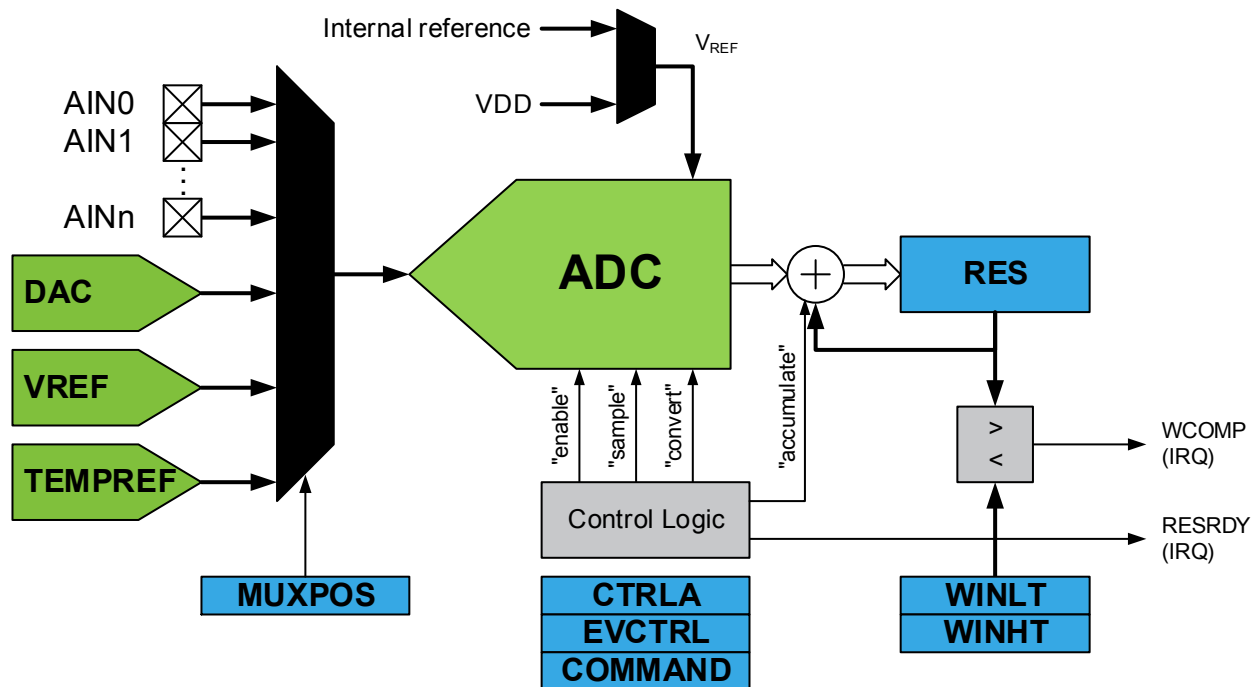 Internal reference
VREF
VDD
AIN0
AIN1
AINn
DAC
VREF
TEMPREF
MUXPOS
ADC
"enable"
"sample"
"convert"
"accumulate"
Control Logic
CTRLA
EVCTRL
COMMAND
+
RES
>
<
WCOMP
(IRQ)
RESRDY
(IRQ)
WINLT
WINHT